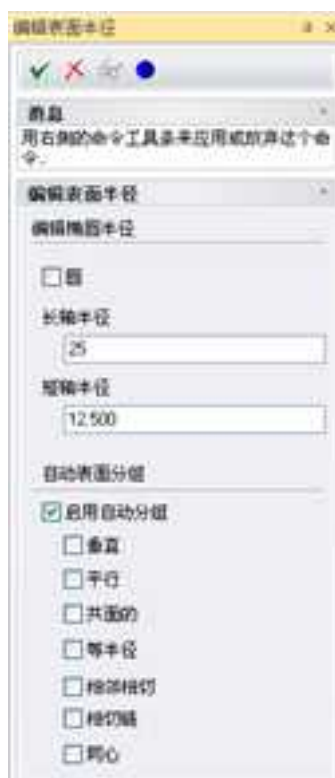 编辑表面半径
消息
用右侧的命令工具条来应用或放弃这个命
令。
编辑表面半径
编辑椭圆半径
圆
长轴半径
25
短轴半径
12.500
自动表面分组
启用自动分组
垂直
平行
共面的
等半径
相邻相切
相切链
同心